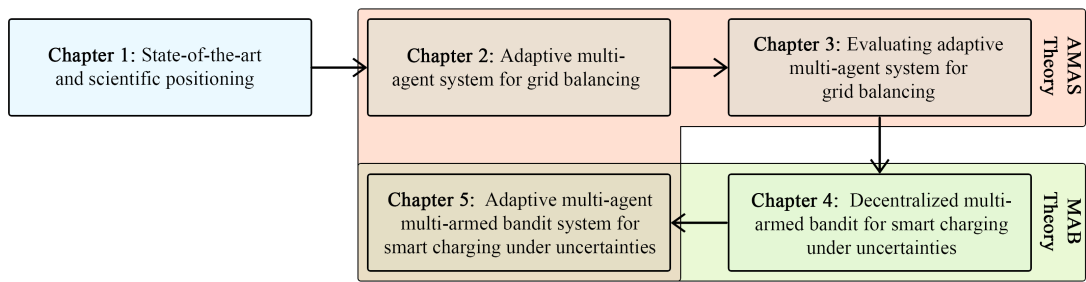 Chapter 1: State-of-the-art
and scientific positioning
Chapter 2: Adaptive multi-
agent system for grid balancing
Chapter 3: Evaluating adaptive
multi-agent system for
grid balancing
AMAS
Theory
Chapter 4: Decentralized multi-
armed bandit for smart charging
under uncertainties
MAB
Theory
Chapter 5: Adaptive multi-agent
multi-armed bandit system for
smart charging under uncertainties